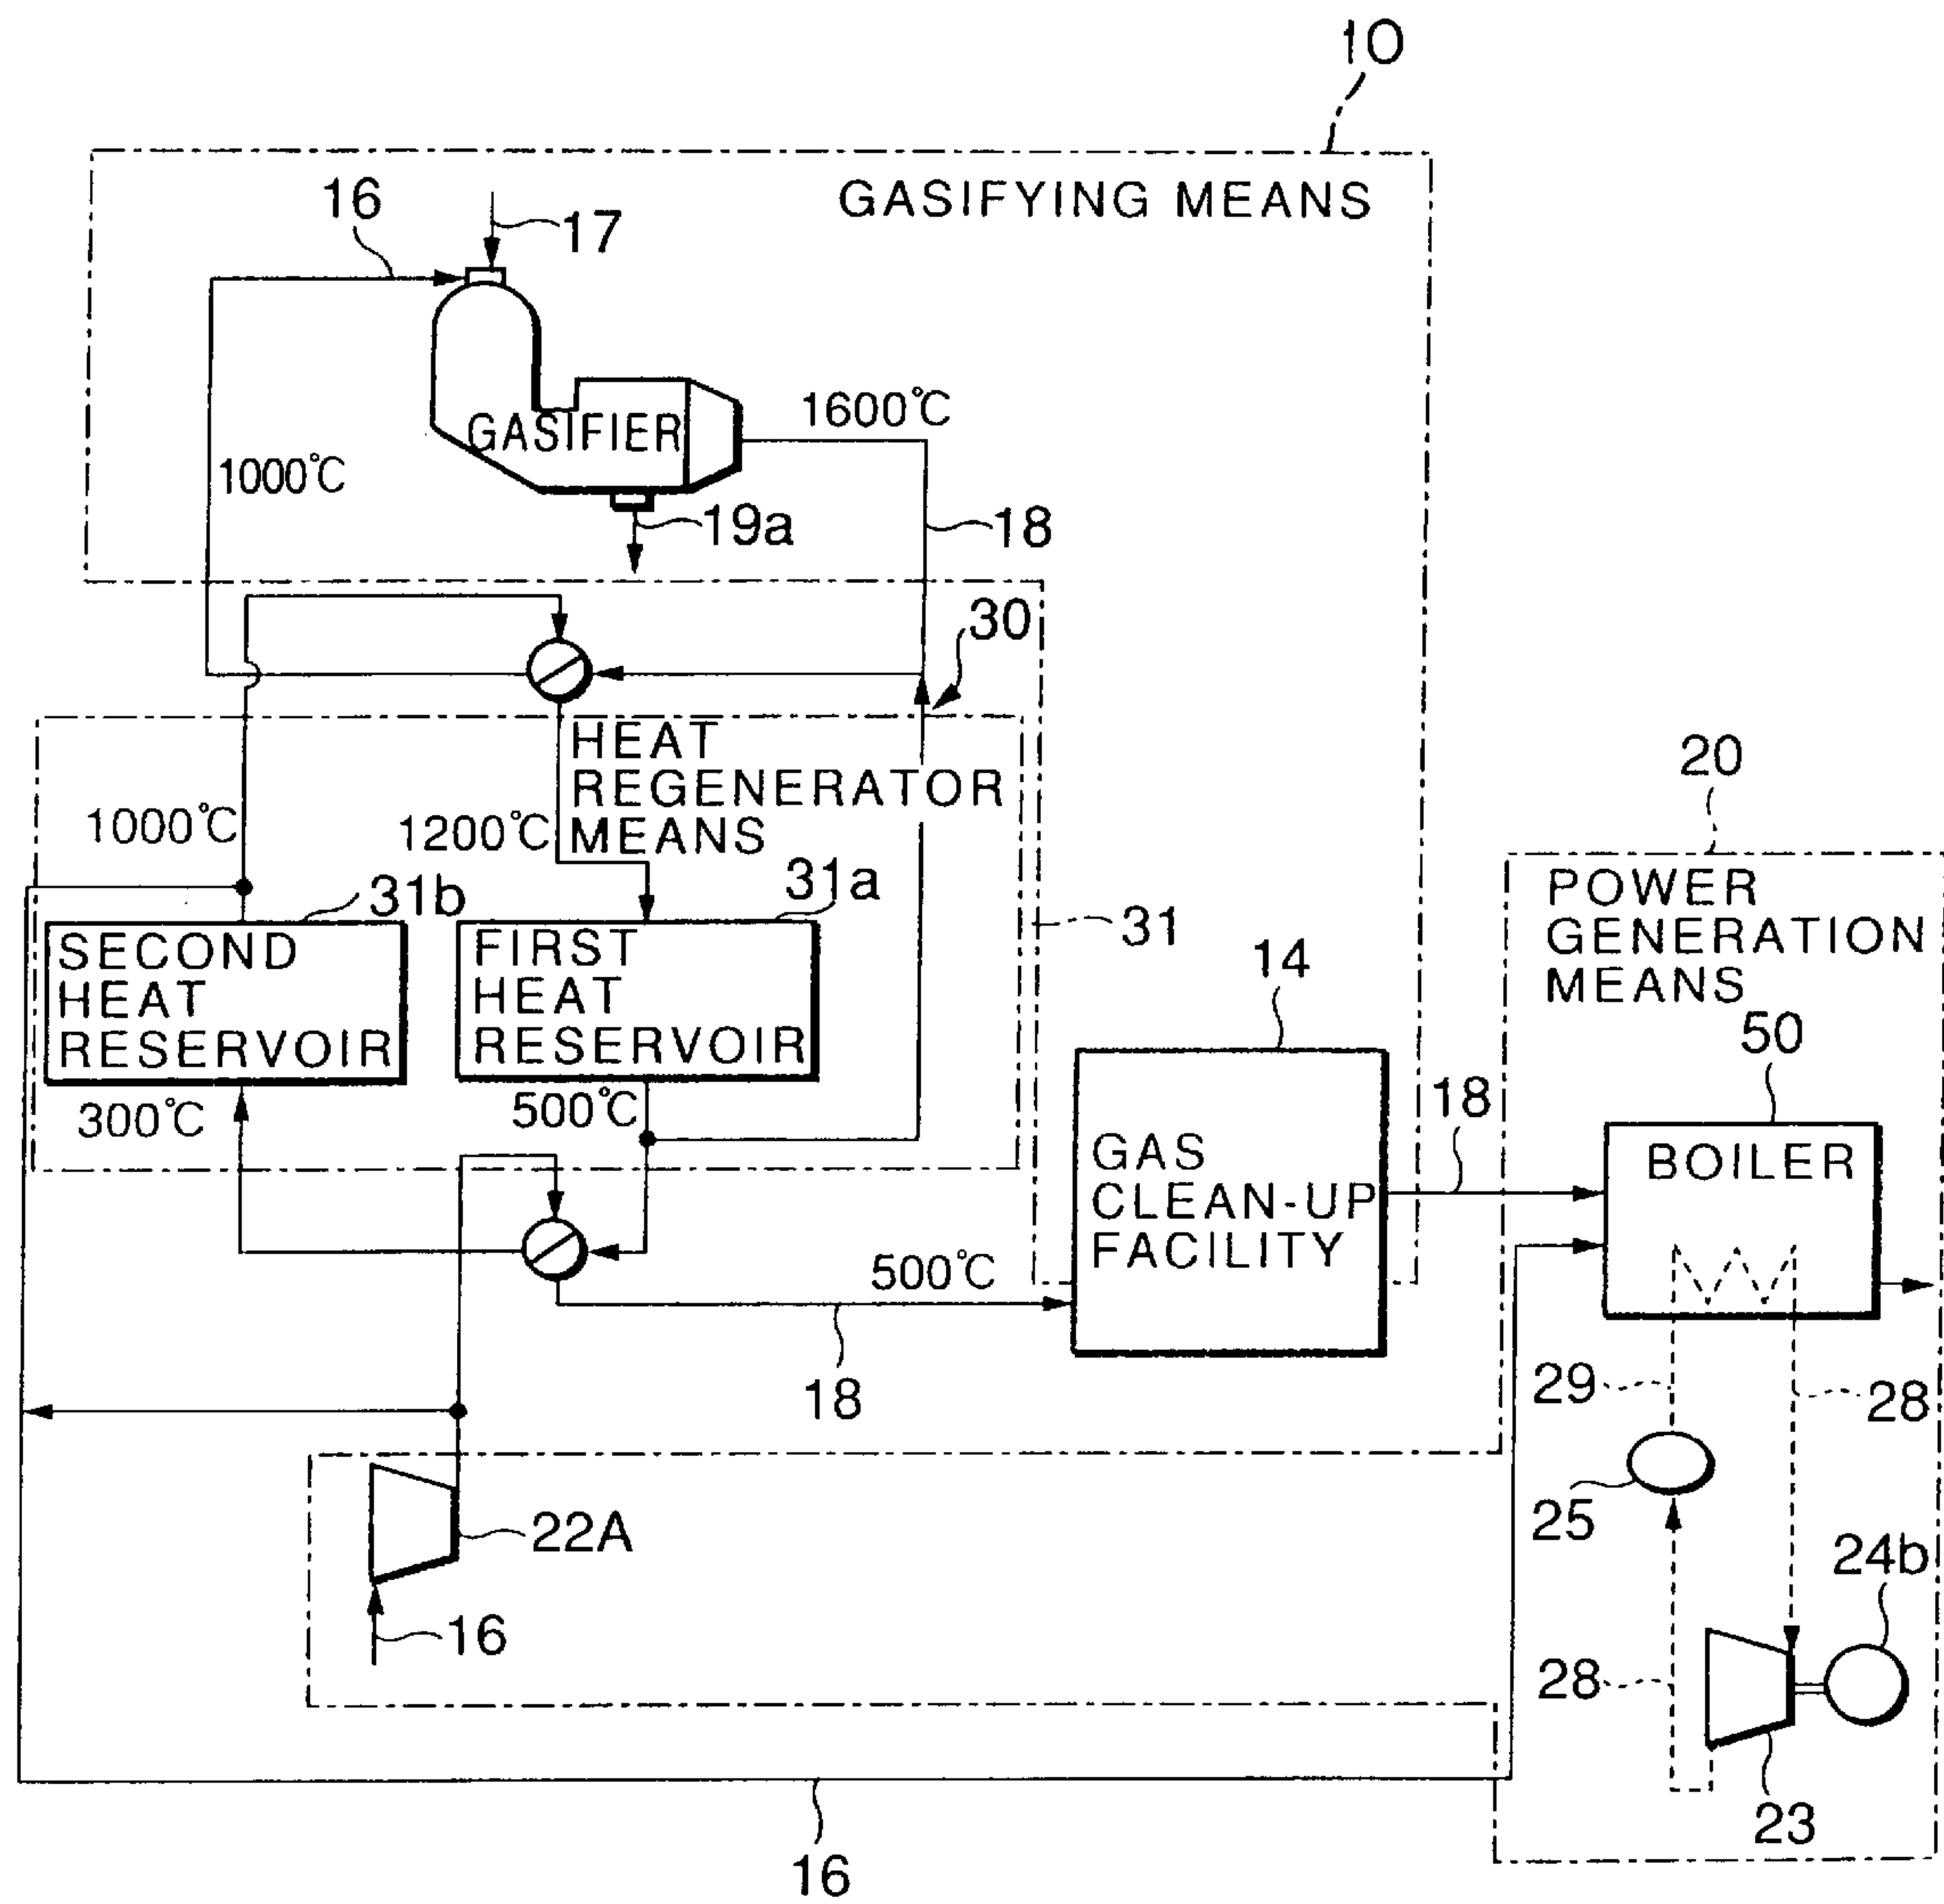 10
GASIFYING MEANS
16
17
GASIFIER
1600°C
1000°C
19a
18
30
HEAT
REGENERATOR
MEANS
1000°C
1200°C
20
31b
31a
31
POWER
GENERATION
MEANS
SECOND
HEAT
RESERVOIR
FIRST
HEAT
RESERVOIR
14
50
300°C
500°C
18
GAS
CLEAN-UP
FACILITY
BOILER
500°C
18
29
28
25
22A
24b
16
28
23
16